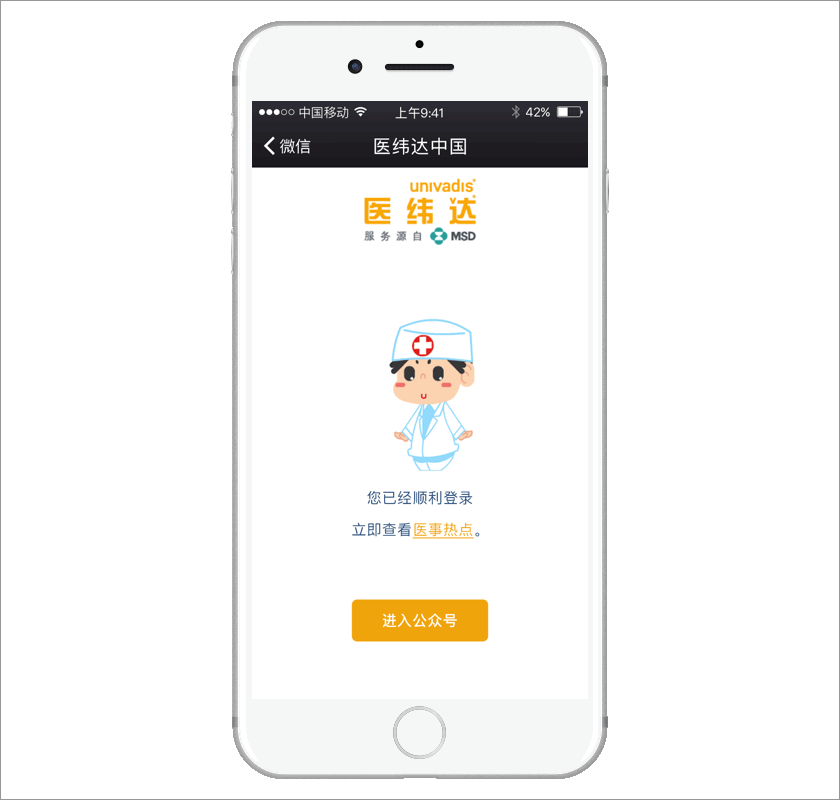 中国移动 上午9:41 42%
微信 医纬达中国
univadis®
医纬达
服务源自 MSD
您已经顺利登录
立即查看医事热点。
进入公众号